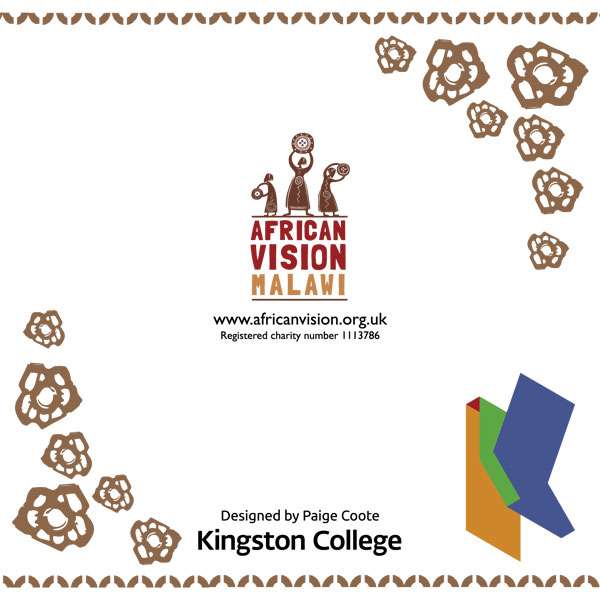 AFRICAN
VISION
MALAWI
www.africanvision.org.uk
Registered charity number 1113786
Designed by Paige Coote
Kingston College